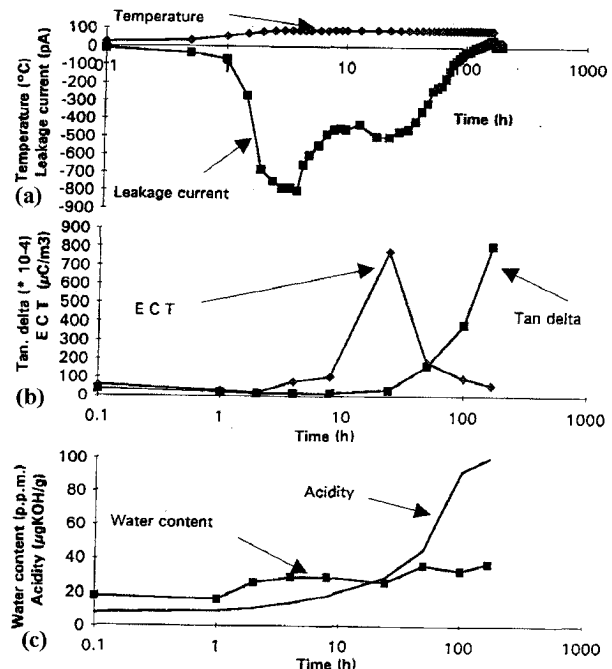 Temperature
100
0
-100
-200
-300
-400
-500
-600
-700
-800
-900
0.1
1
10
100
1000
Time (h)
Leakage current
Temperature (°C)
Leakage current (pA)
(a)
900
800
700
600
500
400
300
200
100
0
0.1
1
10
100
1000
Time (h)
E C T
Tan delta
Tan. delta (* 10-4)
E C T (µC/m3)
(b)
100
80
60
40
20
0
0.1
1
10
100
1000
Time (h)
Acidity
Water content
Water content (p.p.m.)
Acidity (µgKOH/g)
(c)